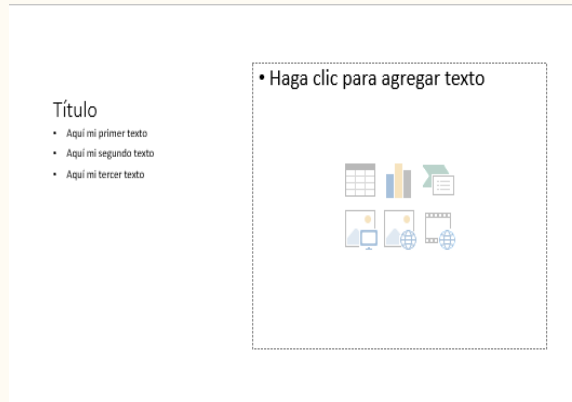 Título
• Aquí mi primer texto
• Aquí mi segundo texto
• Aquí mi tercer texto
• Haga clic para agregar texto